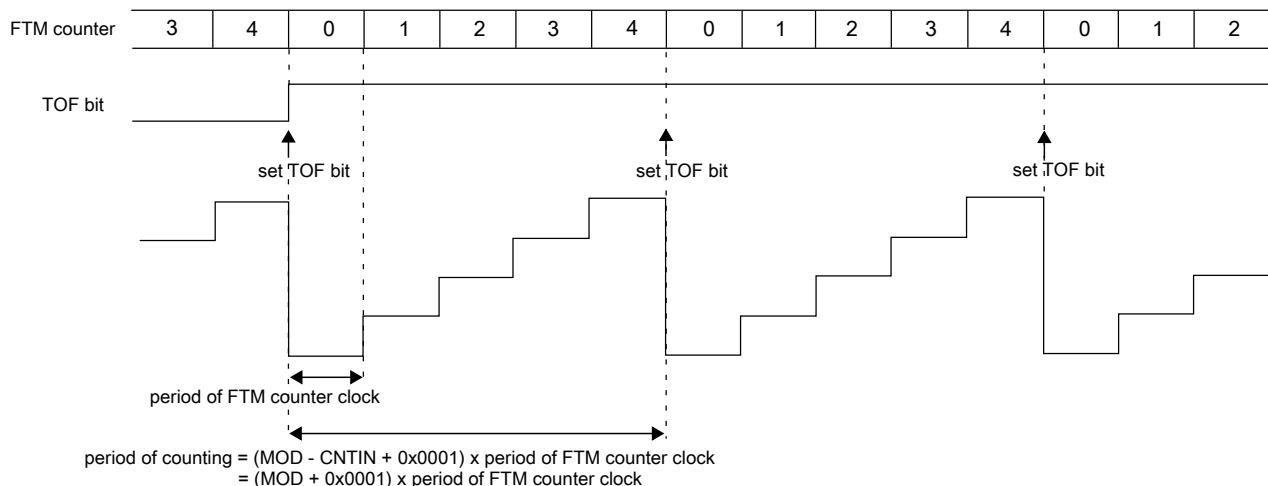 FTM counter 3 4 0 1 2 3 4 0 1 2 3 4 0 1 2
TOF bit
set TOF bit set TOF bit set TOF bit
period of FTM counter clock
period of counting = (MOD - CNTIN + 0x0001) x period of FTM counter clock
= (MOD + 0x0001) x period of FTM counter clock